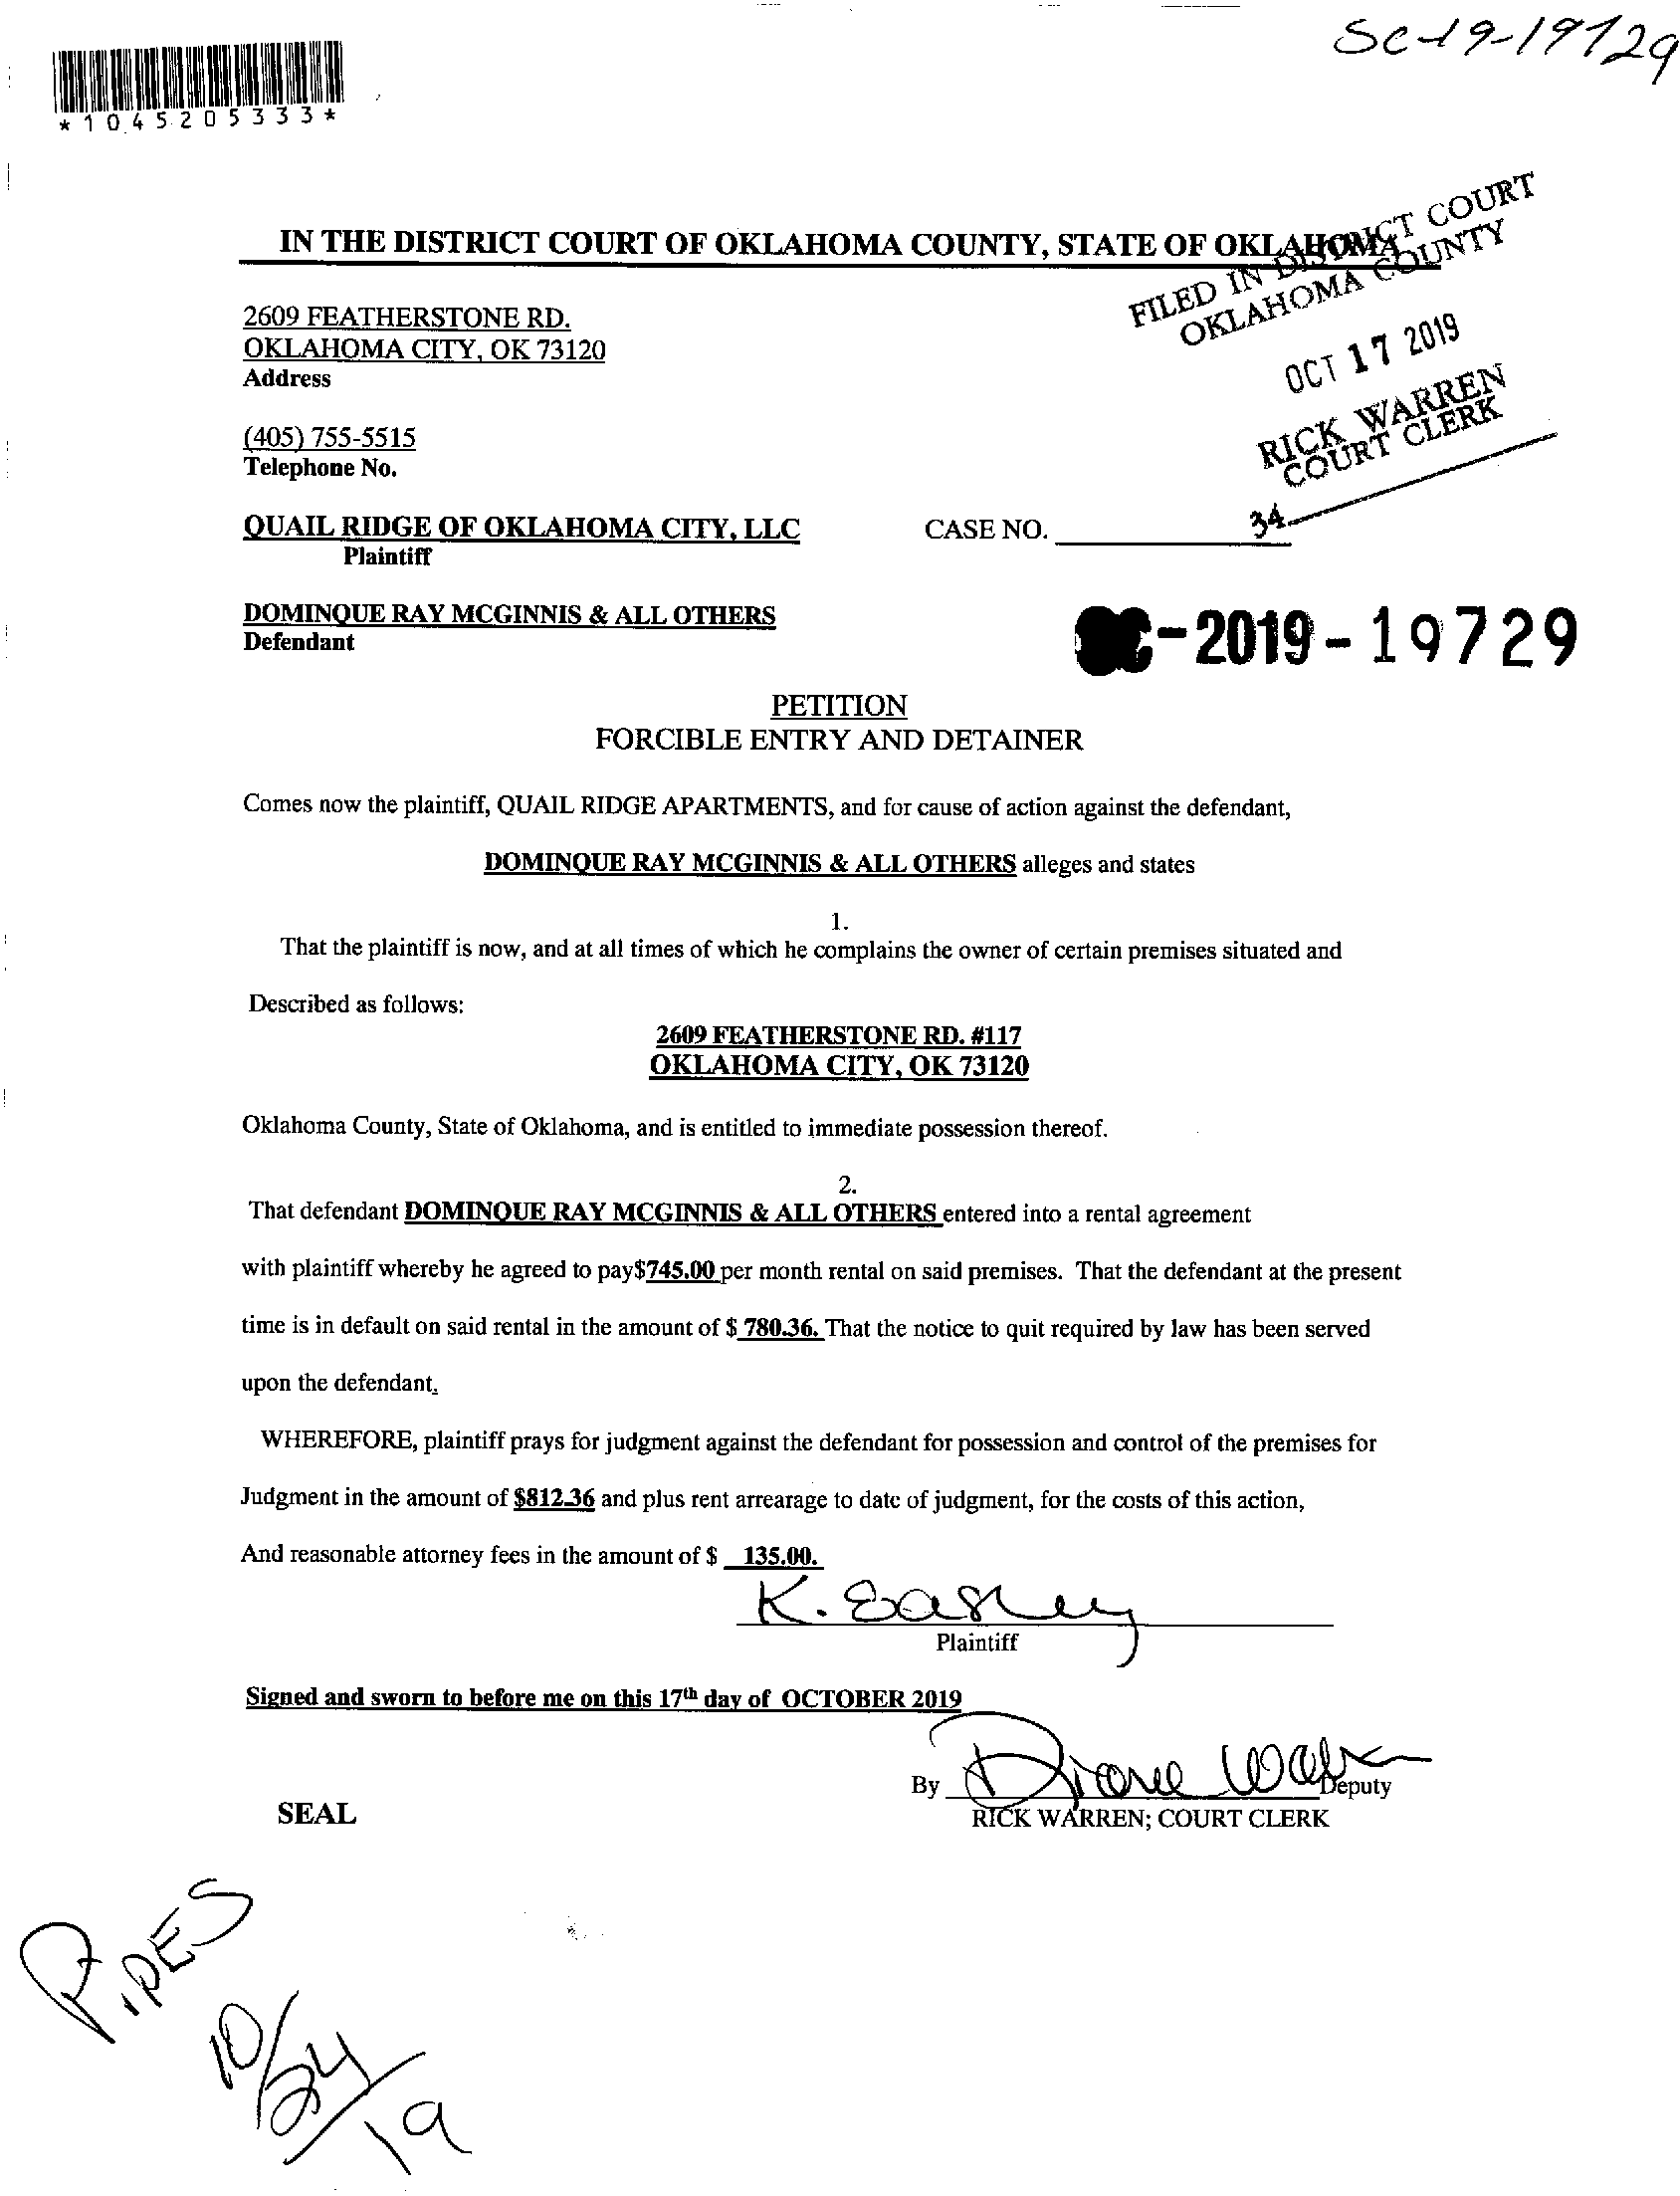 SC-19-19729
*1045205333*
IN THE DISTRICT COURT OF OKLAHOMA COUNTY, STATE OF OKLAHOMA
FILED IN DISTRICT COURT
OKLAHOMA COUNTY
OCT 17 2019
RICK WARREN
COURT CLERK
34
2609 FEATHERSTONE RD.
OKLAHOMA CITY, OK 73120
Address
(405) 755-5515
Telephone No.
QUAIL RIDGE OF OKLAHOMA CITY, LLC CASE NO.
Plaintiff
DOMINQUE RAY MCGINNIS & ALL OTHERS
Defendant
C-2019-19729
PETITION
FORCIBLE ENTRY AND DETAINER
Comes now the plaintiff, QUAIL RIDGE APARTMENTS, and for cause of action against the defendant,
DOMINQUE RAY MCGINNIS & ALL OTHERS alleges and states
1.
That the plaintiff is now, and at all times of which he complains the owner of certain premises situated and
Described as follows:
2609 FEATHERSTONE RD. #117
OKLAHOMA CITY, OK 73120
Oklahoma County, State of Oklahoma, and is entitled to immediate possession thereof.
2.
That defendant DOMINQUE RAY MCGINNIS & ALL OTHERS entered into a rental agreement
with plaintiff whereby he agreed to pay$745.00 per month rental on said premises. That the defendant at the present
time is in default on said rental in the amount of $ 780.36. That the notice to quit required by law has been served
upon the defendant.
WHEREFORE, plaintiff prays for judgment against the defendant for possession and control of the premises for
Judgment in the amount of $812.36 and plus rent arrearage to date of judgment, for the costs of this action,
And reasonable attorney fees in the amount of $ 135.00.
K. Easley
Plaintiff
Signed and sworn to before me on this 17th day of OCTOBER 2019
By Diane Deputy
RICK WARREN; COURT CLERK
SEAL
PIPES
10/24/19